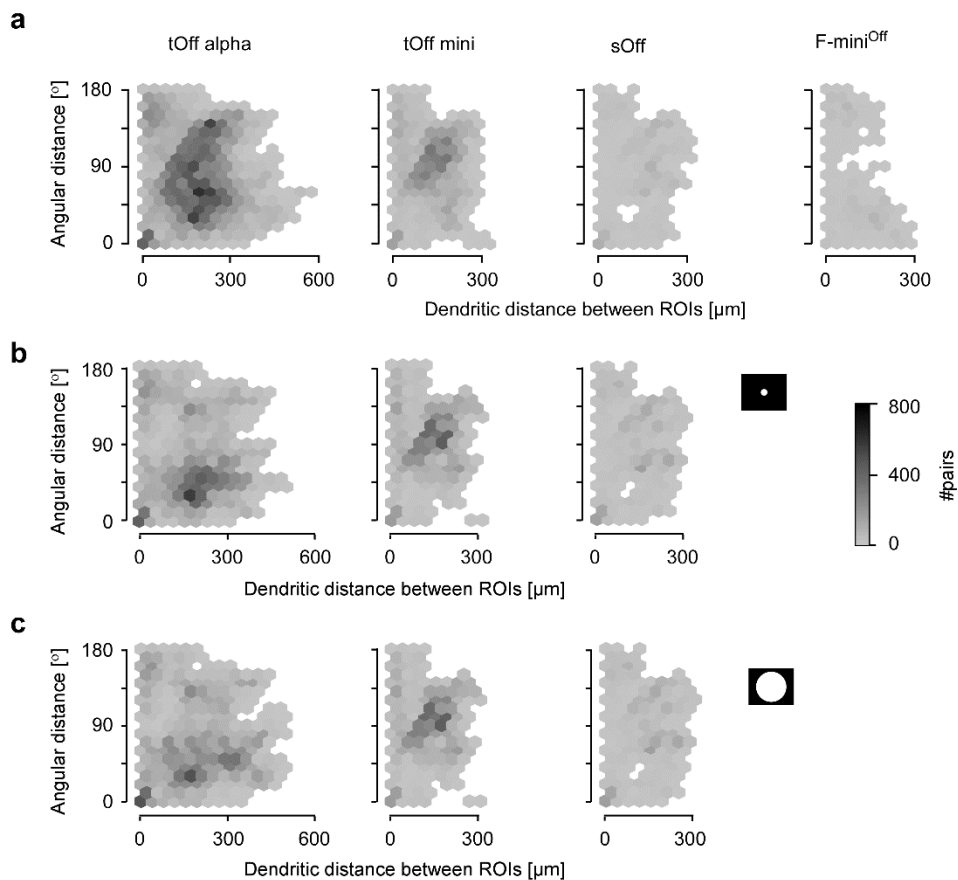 a
tOff alpha tOff mini sOff F-miniOff
Angular distance [°]
180
90
0
0 300 600 0 300 0 300 0 300
Dendritic distance between ROIs [µm]
b
Angular distance [°]
180
90
0
0 300 600 0 300 0 300
Dendritic distance between ROIs [µm]
800
400
0
#pairs
c
Angular distance [°]
180
90
0
0 300 600 0 300 0 300
Dendritic distance between ROIs [µm]